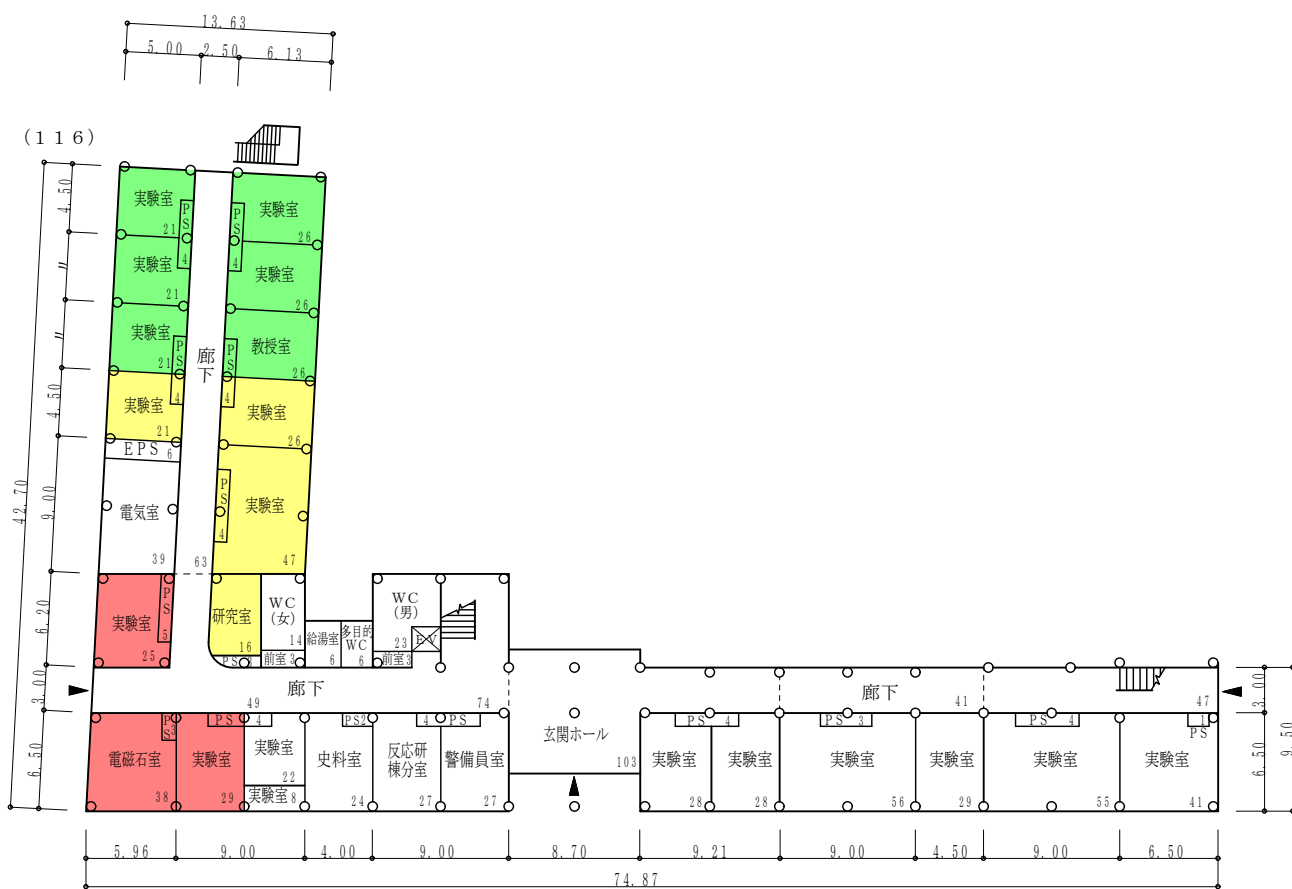 13.63
5.00 2.50 6.13
(116)
実験室 21
PS 4
実験室 26
PS 4
4.50
実験室 21
実験室 26
〃
実験室 21
PS 4
廊下
教授室 26
PS 4
〃
実験室 21
実験室 26
4.50
EPS 6
電気室 39
63
PS 4
実験室 47
9.00
42.70
実験室 25
PS 5
研究室 16
PS 3
WC
(女)
14
前室 3
給湯室 6
多目的
WC
6
WC
(男)
23
前室 3
EV
6.20
3.00
廊下
49
74
玄関ホール
103
廊下
41
47
3.00
6.50
9.50
6.50
電磁石室 38
PS 3
実験室 29
PS 4
実験室 22
実験室 8
史料室 24
PS 2
反応研
棟分室
27
4 PS
警備員室 27
実験室 28
PS 4
実験室 28
実験室 56
PS 3
実験室 29
実験室 55
PS 4
実験室 41
1
PS
5.96 9.00 4.00 9.00 8.70 9.21 9.00 4.50 9.00 6.50
74.87